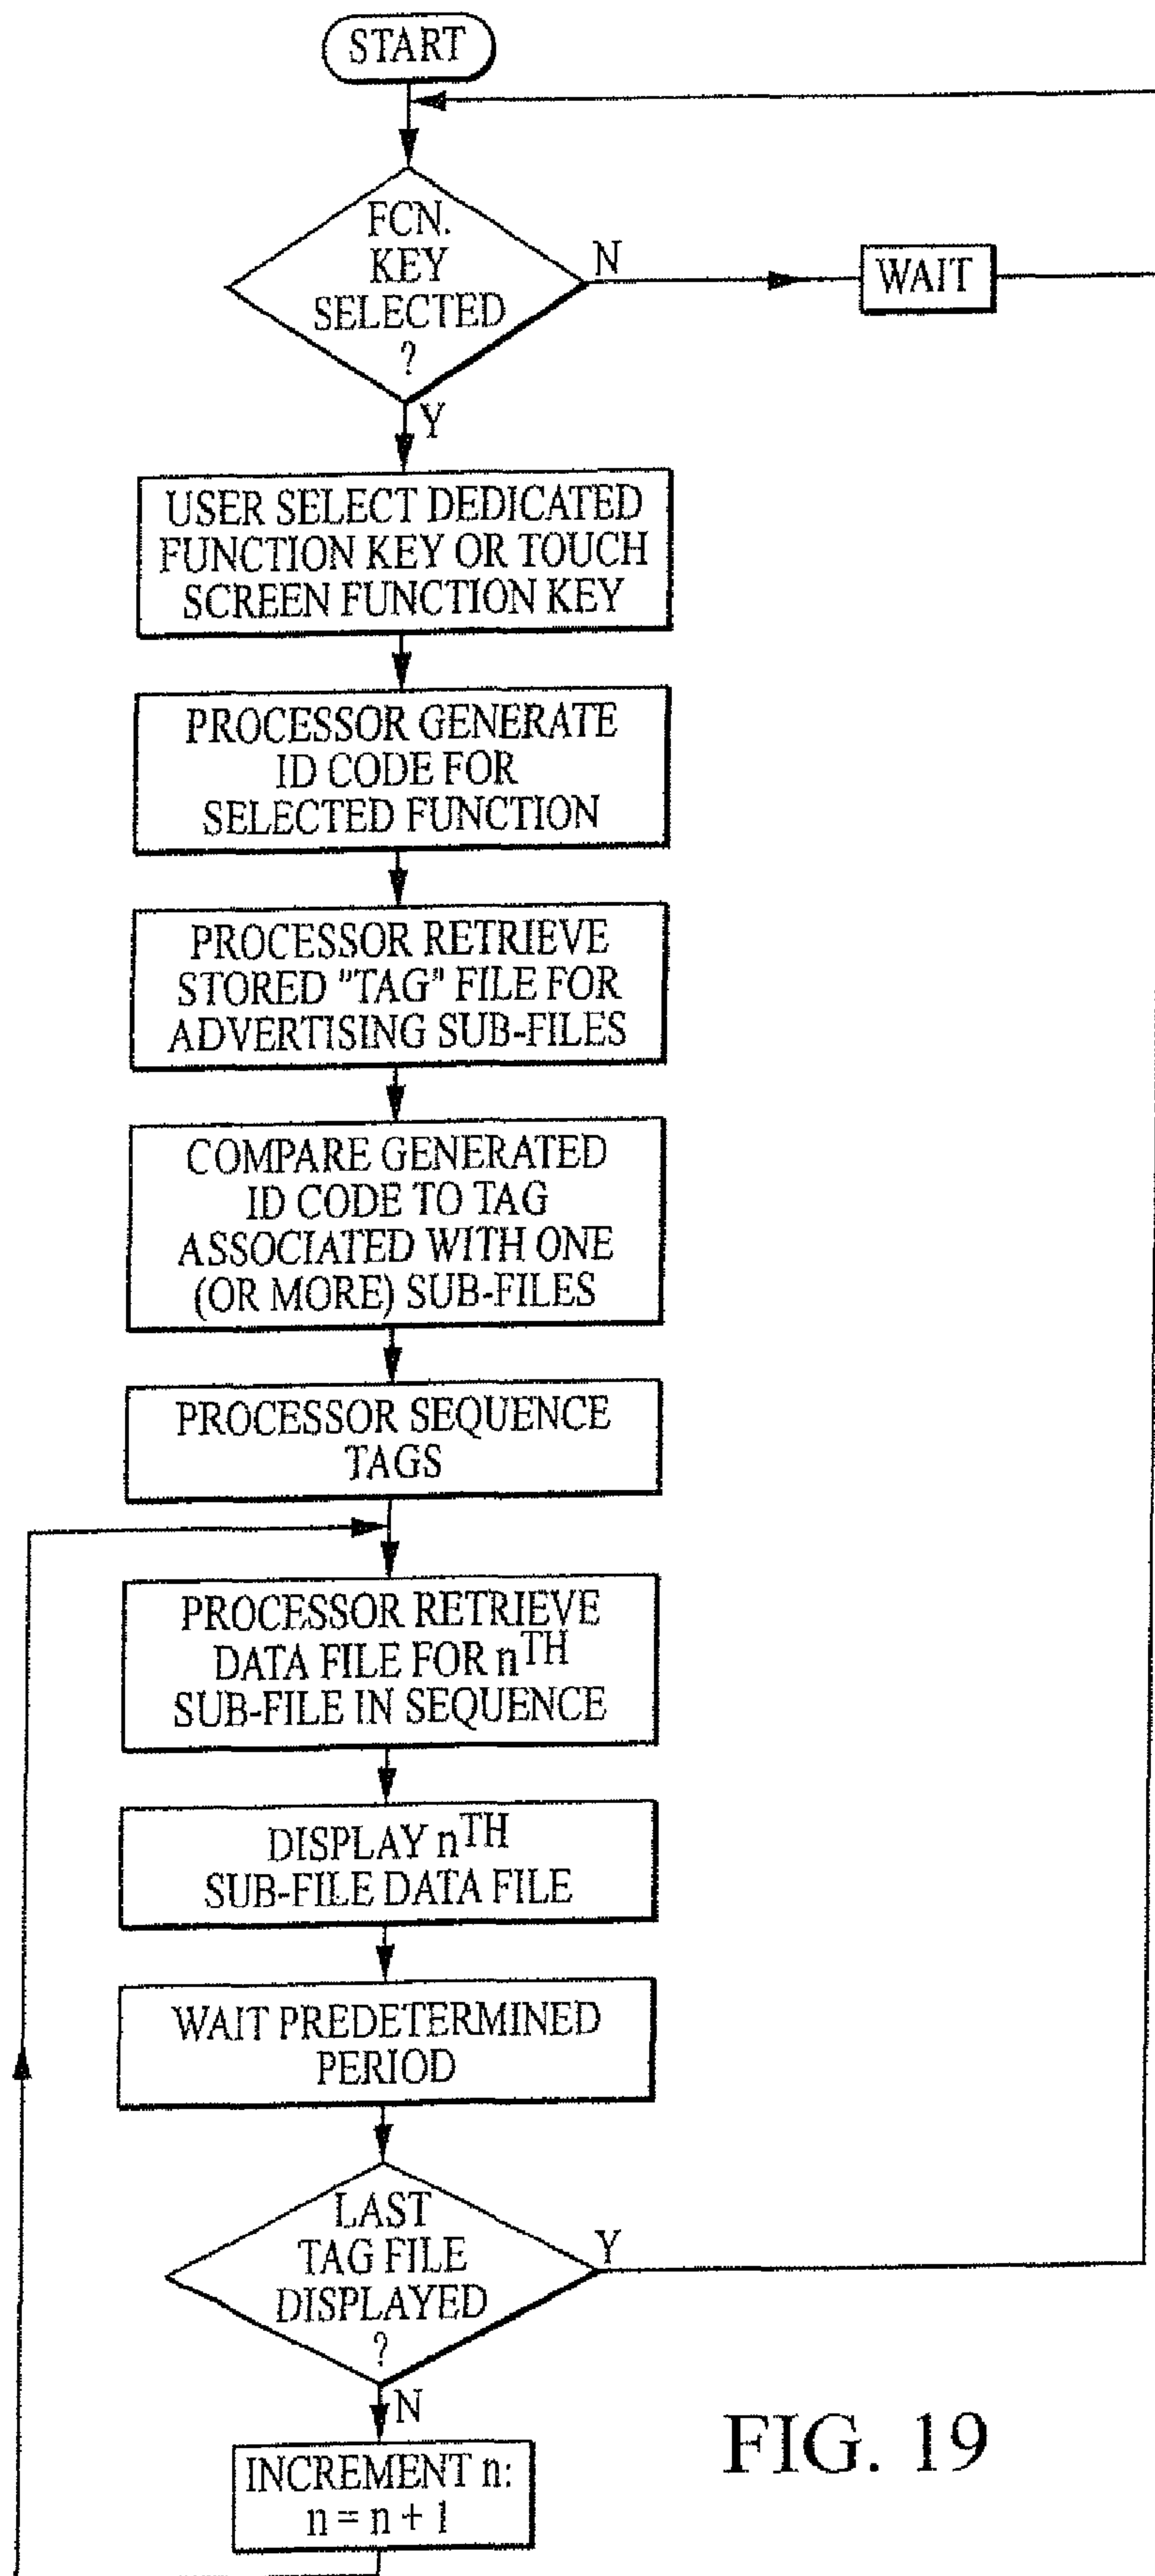 START
FCN.
KEY
SELECTED
?
N
WAIT
Y
USER SELECT DEDICATED
FUNCTION KEY OR TOUCH
SCREEN FUNCTION KEY
PROCESSOR GENERATE
ID CODE FOR
SELECTED FUNCTION
PROCESSOR RETRIEVE
STORED "TAG" FILE FOR
ADVERTISING SUB-FILES
COMPARE GENERATED
ID CODE TO TAG
ASSOCIATED WITH ONE
(OR MORE) SUB-FILES
PROCESSOR SEQUENCE
TAGS
PROCESSOR RETRIEVE
DATA FILE FOR nTH
SUB-FILE IN SEQUENCE
DISPLAY nTH
SUB-FILE DATA FILE
WAIT PREDETERMINED
PERIOD
LAST
TAG FILE
DISPLAYED
?
Y
N
INCREMENT n:
n = n + 1
FIG. 19